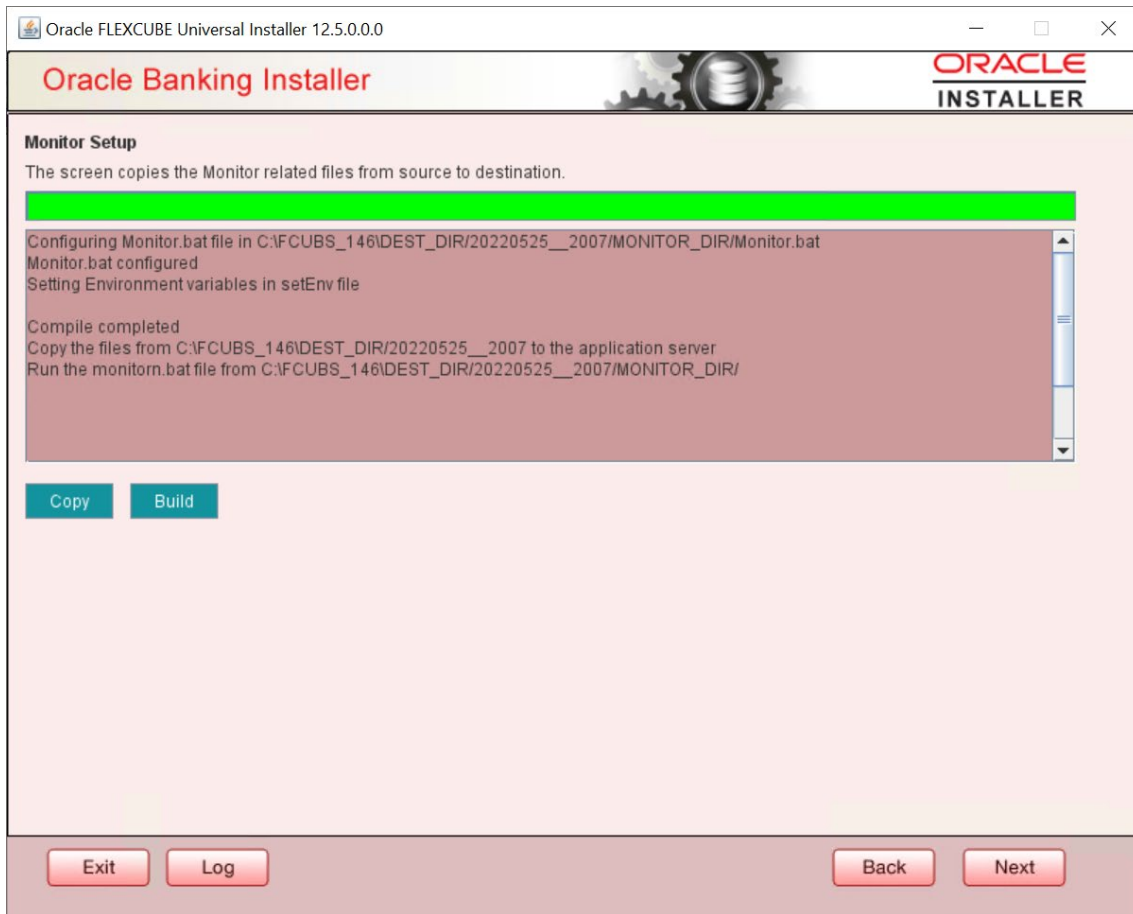 Oracle FLEXCUBE Universal Installer 12.5.0.0.0
Oracle Banking Installer
ORACLE
INSTALLER
Monitor Setup
The screen copies the Monitor related files from source to destination.
Configuring Monitor.bat file in C:\FCUBS_146\DEST_DIR/20220525__2007/MONITOR_DIR/Monitor.bat
Monitor.bat configured
Setting Environment variables in setEnv file
Compile completed
Copy the files from C:\FCUBS_146\DEST_DIR/20220525__2007 to the application server
Run the monitorn.bat file from C:\FCUBS_146\DEST_DIR/20220525__2007/MONITOR_DIR/
Copy Build
Exit Log Back Next